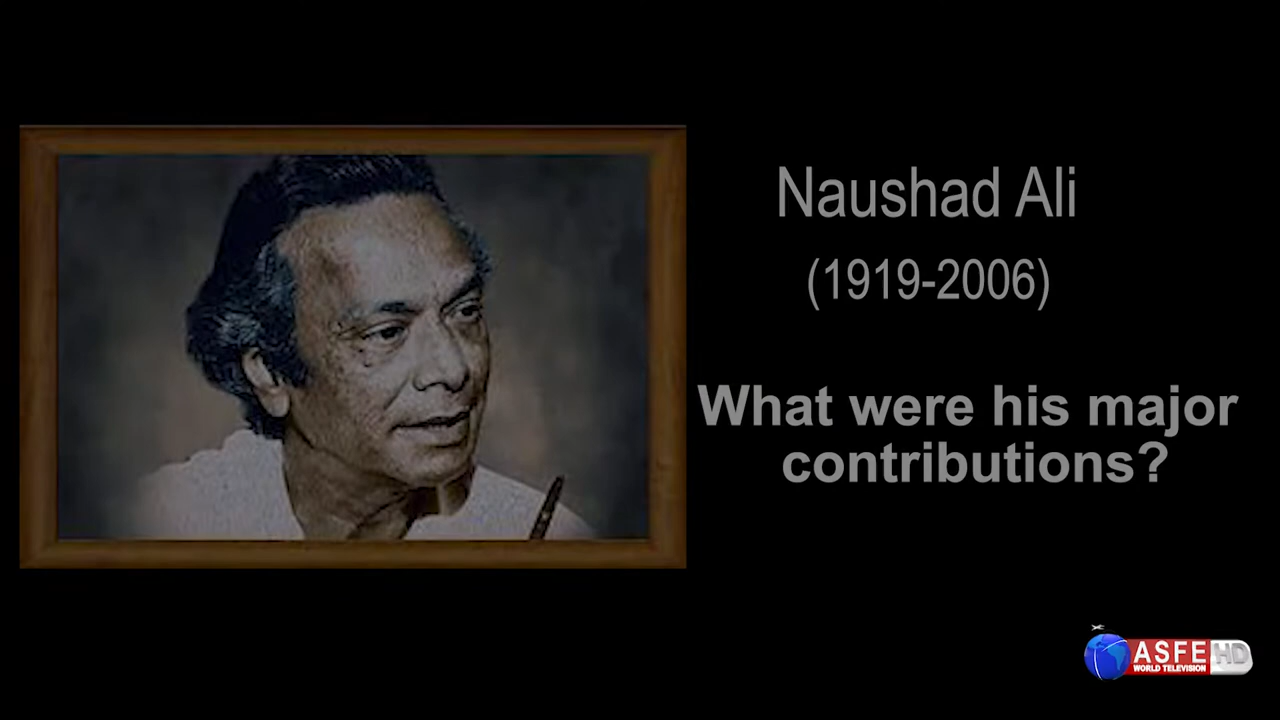 Naushad Ali
(1919-2006)
What were his major
contributions?
ASFE HD
WORLD TELEVISION